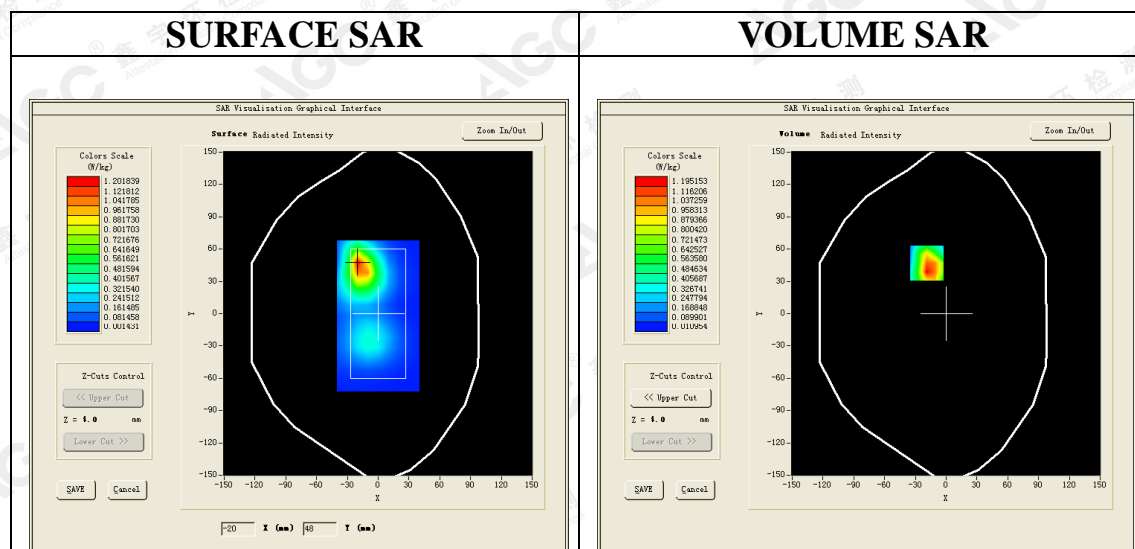 SURFACE SAR
VOLUME SAR
SAR Visualisation Graphical Interface
Surface Radiated Intensity
Zoom In/Out
Colors Scale
(W/kg)
1.201839
1.121812
1.041785
0.961758
0.881730
0.801703
0.721676
0.641649
0.561621
0.481594
0.401567
0.321540
0.241512
0.161485
0.081458
0.001431
Z-Cuts Control
<< Upper Cut
Z = 4.0 mm
Lower Cut >>
SAVE
Cancel
150
120
90
60
30
0
-30
-60
-90
-120
-150
Y
-150 -120 -90 -60 -30 0 30 60 90 120 150
X
-20 X (mm) 48 Y (mm)
SAR Visualisation Graphical Interface
Volume Radiated Intensity
Zoom In/Out
Colors Scale
(W/kg)
1.195153
1.116206
1.037259
0.958313
0.879366
0.800420
0.721473
0.642527
0.563580
0.484634
0.405687
0.326741
0.247794
0.168848
0.089901
0.010954
Z-Cuts Control
<< Upper Cut
Z = 4.0 mm
Lower Cut >>
SAVE
Cancel
150
120
90
60
30
0
-30
-60
-90
-120
-150
Y
-150 -120 -90 -60 -30 0 30 60 90 120 150
X